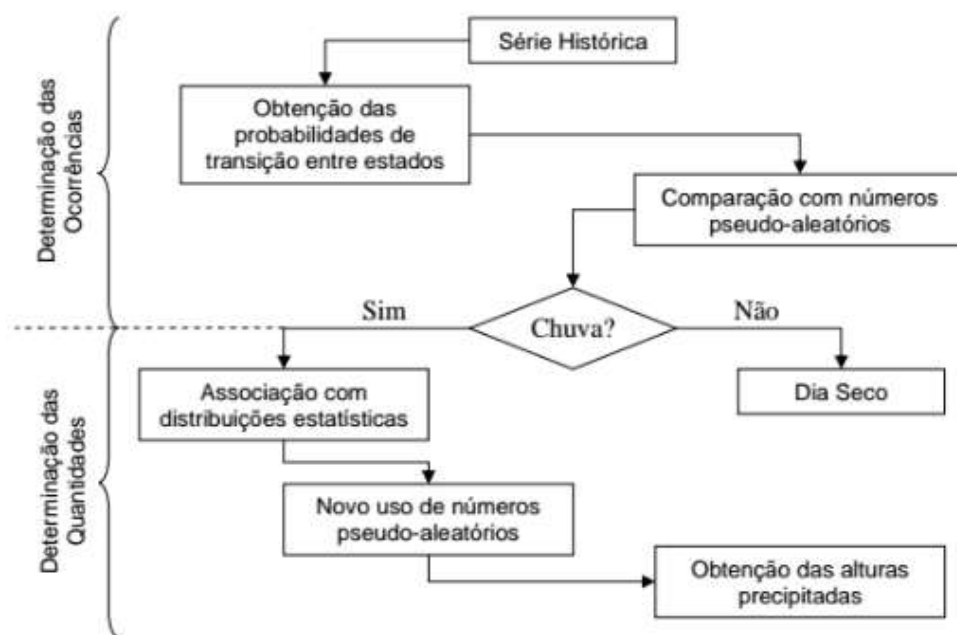 Determinação das
Ocorrências
Série Histórica
Obtenção das
probabilidades de
transição entre estados
Comparação com números
pseudo-aleatórios
Sim
Chuva?
Não
Determinação das
Quantidades
Associação com
distribuições estatísticas
Dia Seco
Novo uso de números
pseudo-aleatórios
Obtenção das alturas
precipitadas